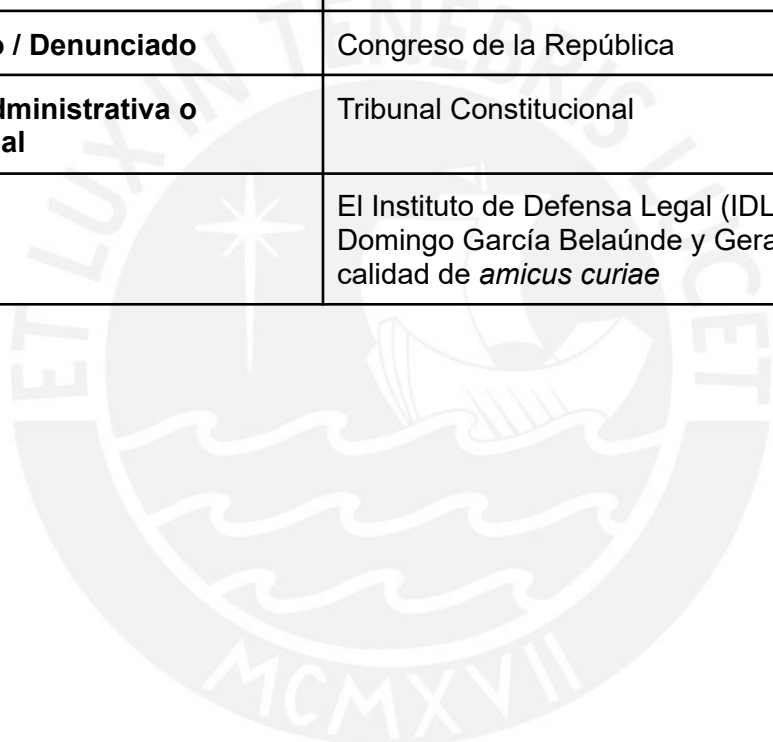 o / Denunciado
Congreso de la República
dministrativa o
al
Tribunal Constitucional
El Instituto de Defensa Legal (IDL
Domingo García Belaúnde y Gera
calidad de amicus curiae
ET LUX IN TENEBRIS LUCET
MCMXVII